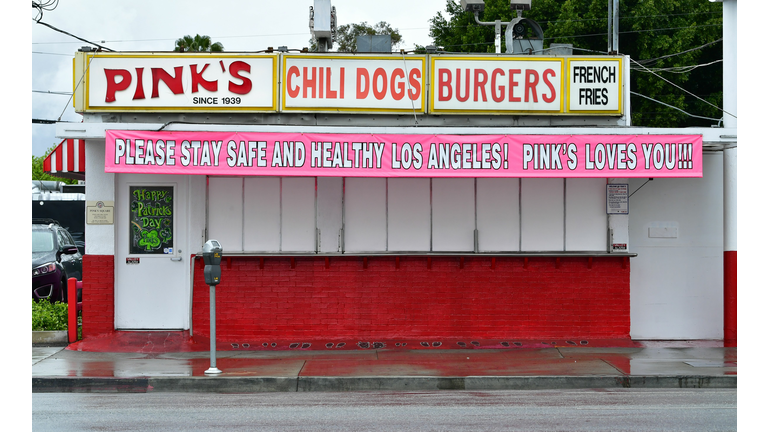 PINK'S
SINCE 1939
CHILI DOGS
BURGERS
FRENCH
FRIES
PLEASE STAY SAFE AND HEALTHY LOS ANGELES! PINK'S LOVES YOU!!!
Happy
Patricks
Day